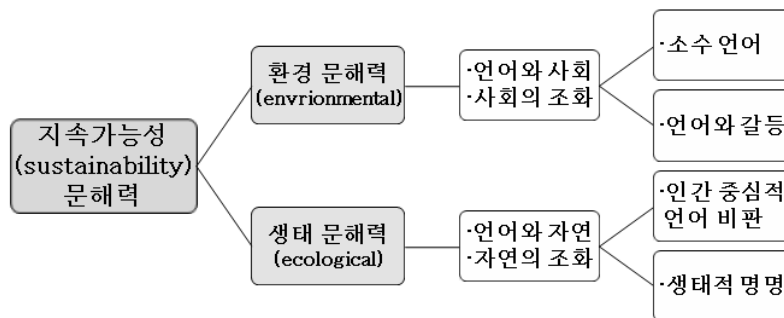 지속가능성
(sustainability)
문해력
환경 문해력
(envrionmental)
·언어와 사회
·사회의 조화
·소수 언어
·언어와 갈등
생태 문해력
(ecological)
·언어와 자연
·자연의 조화
·인간 중심적
언어 비판
·생태적 명명